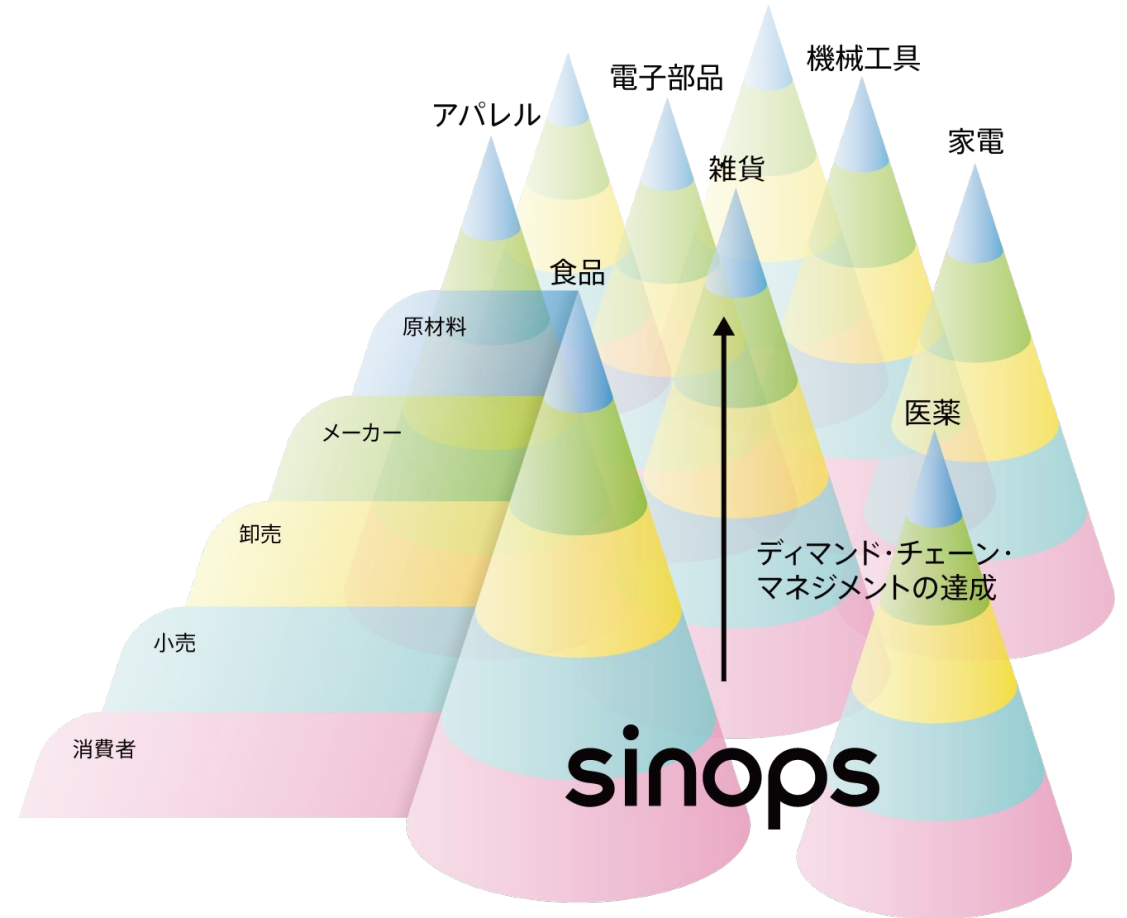 機械工具
電子部品
アパレル
家電
雑貨
食品
原材料
医薬
メーカー
卸売
ディマンド・チェーン・
マネジメントの達成
小売
消費者
sinops